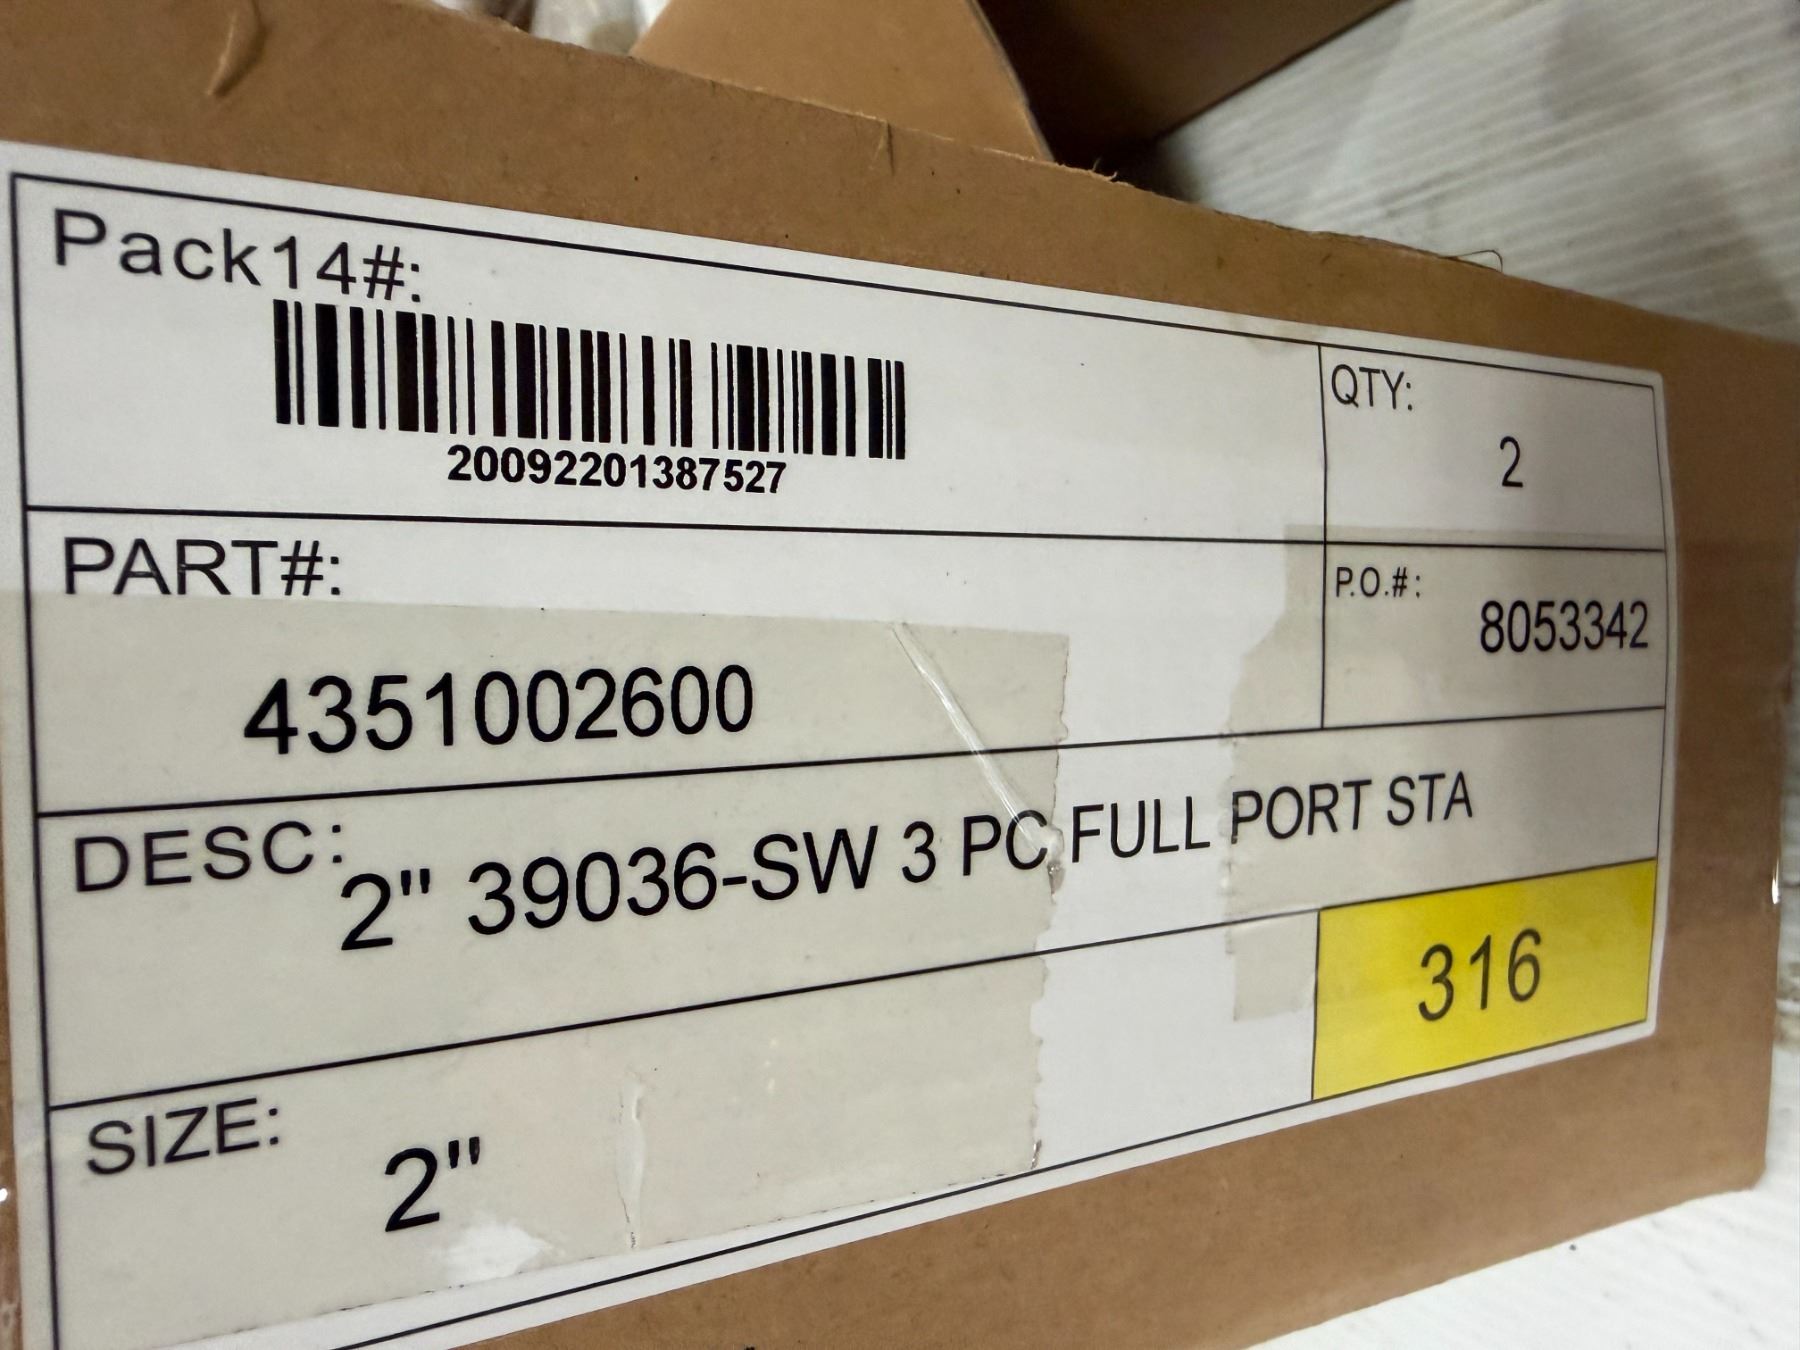 Pack14#:
20092201387527
QTY:
2
PART#:
4351002600
P.O.#:
8053342
DESC:
2" 39036-SW 3 PC FULL PORT STA
316
SIZE:
2"